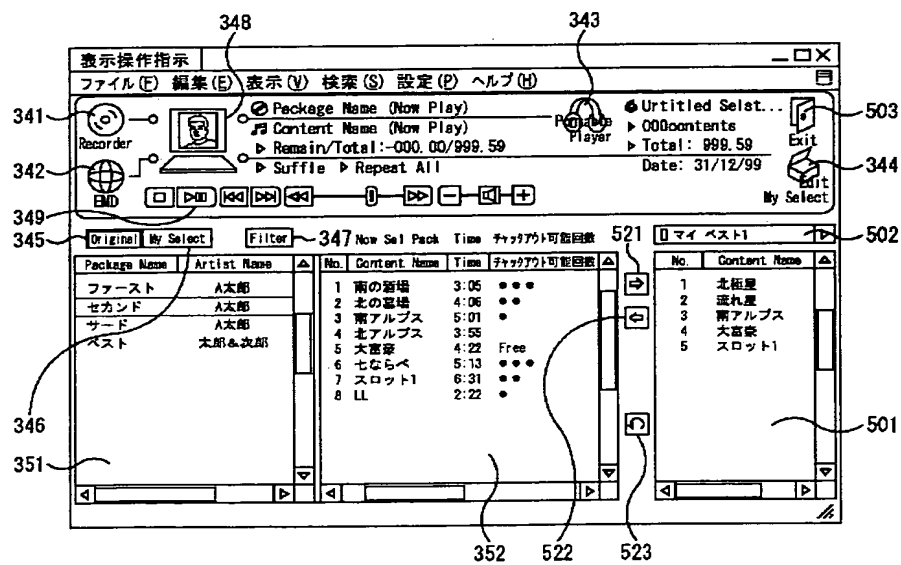 348
343
表示操作指示
ファイル(F) 編集(E) 表示(V) 検索(S) 設定(P) ヘルプ(H)
341
Recorder
342
EMD
349
Package Name (Now Play)
Content Name (Now Play)
Remain/Total:-000.00/999.59
Suffle Repeat All
Player
Urtitled Selst...
000contents
Total: 999.59
Date: 31/12/99
Exit
503
344
Edit
My Select
345
Original My Select Filter
347
Now Sel Pack Time チャックアウト可能回数
521
マイ ベスト1
502
Package Name Artist Name
ファースト A太郎
セカンド A太郎
サード A太郎
ベスト 太郎&次郎
No. Content Name Time チャックアウト可能回数
1 南の酒場 3:05 ●●●
2 北の墓場 4:06 ●●
3 南アルプス 5:01 ●
4 北アルプス 3:55
5 大富豪 4:22 Free
6 七ならべ 5:13 ●●●
7 スロット1 6:31 ●●
8 LL 2:22 ●
No. Content Name
1 北極星
2 流れ星
3 南アルプス
4 大富豪
5 スロット1
346
351
501
352
522
523